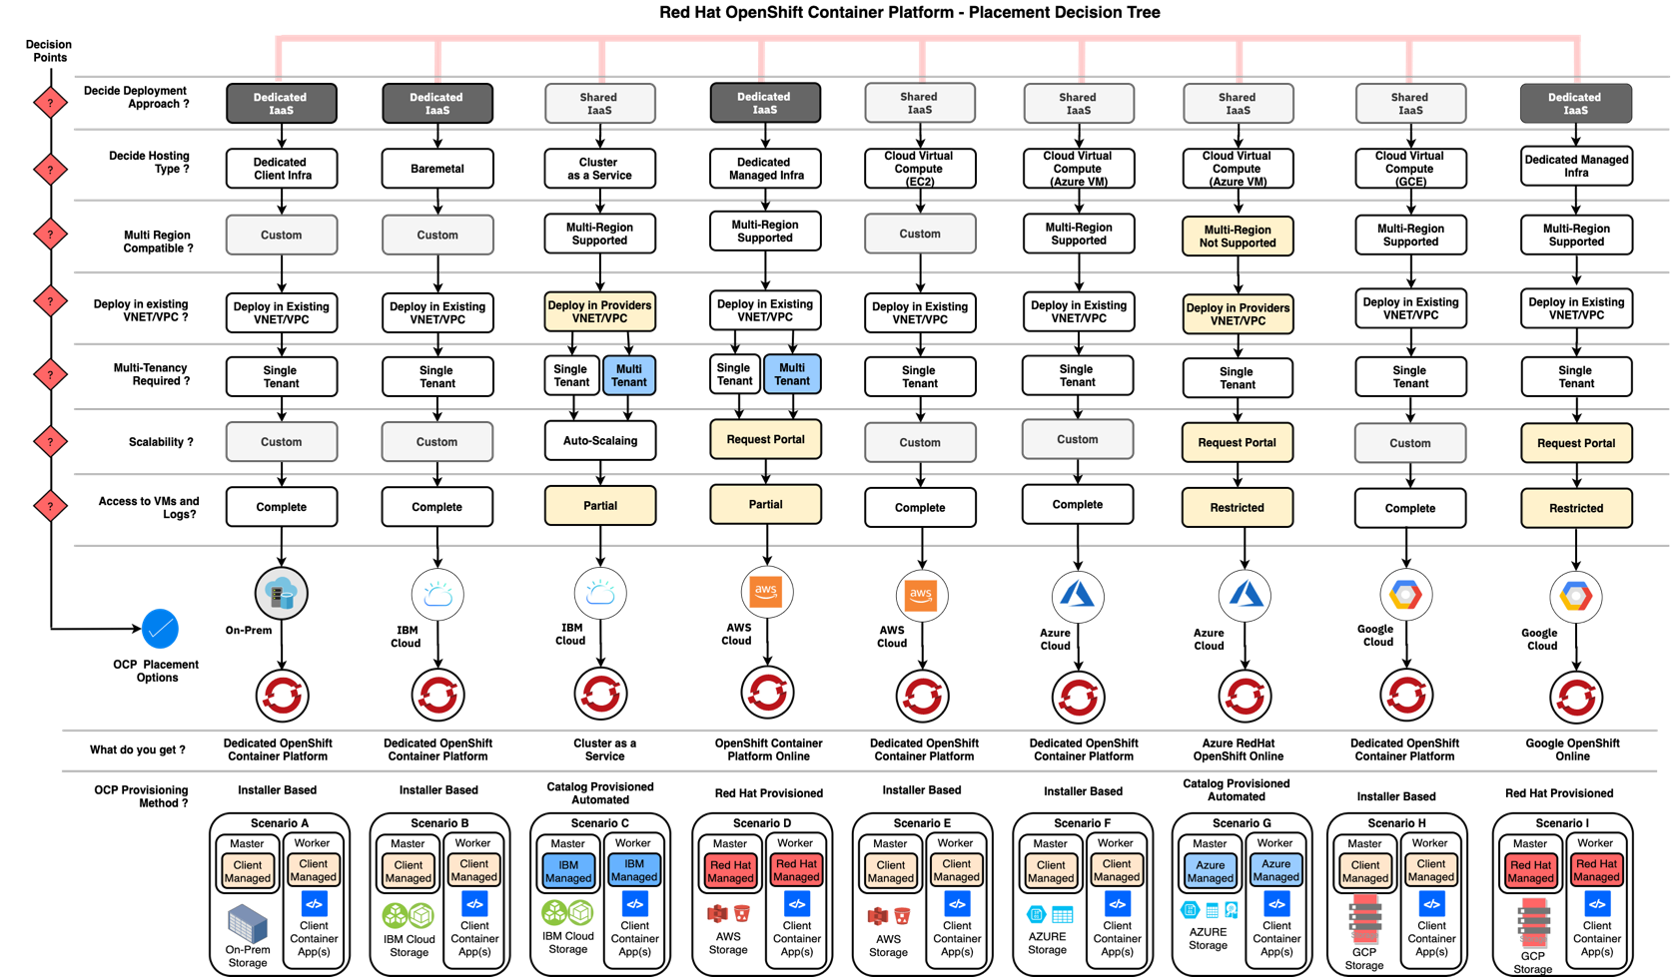 Red Hat OpenShift Container Platform - Placement Decision Tree
Decision
Points
Decide Deployment
Approach ?
?
Dedicated
IaaS
Dedicated
IaaS
Shared
IaaS
Dedicated
IaaS
Shared
IaaS
Shared
IaaS
Shared
IaaS
Shared
IaaS
Dedicated
IaaS
Decide Hosting
Type ?
?
Dedicated
Client Infra
Baremetal
Cluster
as a Service
Dedicated
Managed Infra
Cloud Virtual
Compute
(EC2)
Cloud Virtual
Compute
(Azure VM)
Cloud Virtual
Compute
(Azure VM)
Cloud Virtual
Compute
(GCE)
Dedicated Managed
Infra
Multi Region
Compatible ?
?
Custom
Custom
Multi-Region
Supported
Multi-Region
Supported
Custom
Multi-Region
Supported
Multi-Region
Not Supported
Multi-Region
Supported
Multi-Region
Supported
Deploy in existing
VNET/VPC ?
?
Deploy in Existing
VNET/VPC
Deploy in Existing
VNET/VPC
Deploy in Providers
VNET/VPC
Deploy in Existing
VNET/VPC
Deploy in Existing
VNET/VPC
Deploy in Existing
VNET/VPC
Deploy in Providers
VNET/VPC
Deploy in Existing
VNET/VPC
Deploy in Existing
VNET/VPC
Multi-Tenancy
Required ?
?
Single
Tenant
Single
Tenant
Single
Tenant
Multi
Tenant
Single
Tenant
Multi
Tenant
Single
Tenant
Single
Tenant
Single
Tenant
Single
Tenant
Single
Tenant
Scalability ?
?
Custom
Custom
Auto-Scalaing
Request Portal
Custom
Custom
Request Portal
Custom
Request Portal
Access to VMs and
Logs?
?
Complete
Complete
Partial
Partial
Complete
Complete
Restricted
Complete
Restricted
aws
aws
On-Prem
IBM
Cloud
IBM
Cloud
AWS
Cloud
AWS
Cloud
Azure
Cloud
Azure
Cloud
Google
Cloud
Google
Cloud
OCP Placement
Options
What do you get ?
Dedicated OpenShift
Container Platform
Dedicated OpenShift
Container Platform
Cluster as a
Service
OpenShift Container
Platform Online
Dedicated OpenShift
Container Platform
Dedicated OpenShift
Container Platform
Azure RedHat
OpenShift Online
Dedicated OpenShift
Container Platform
Google OpenShift
Online
OCP Provisioning
Method ?
Installer Based
Installer Based
Catalog Provisioned
Automated
Red Hat Provisioned
Installer Based
Installer Based
Catalog Provisioned
Automated
Installer Based
Red Hat Provisioned
Scenario A
Master
Worker
Client
Managed
Client
Managed
</>
On-Prem
Storage
Client
Container
App(s)
Scenario B
Master
Worker
Client
Managed
Client
Managed
</>
IBM Cloud
Storage
Client
Container
App(s)
Scenario C
Master
Worker
IBM
Managed
IBM
Managed
</>
IBM Cloud
Storage
Client
Container
App(s)
Scenario D
Master
Worker
Red Hat
Managed
Red Hat
Managed
</>
AWS
Storage
Client
Container
App(s)
Scenario E
Master
Worker
Client
Managed
Client
Managed
</>
AWS
Storage
Client
Container
App(s)
Scenario F
Master
Worker
Client
Managed
Client
Managed
</>
AZURE
Storage
Client
Container
App(s)
Scenario G
Master
Worker
Azure
Managed
Azure
Managed
</>
AZURE
Storage
Client
Container
App(s)
Scenario H
Master
Worker
Client
Managed
Client
Managed
</>
GCP
Storage
Client
Container
App(s)
Scenario I
Master
Worker
Red Hat
Managed
Red Hat
Managed
</>
GCP
Storage
Client
Container
App(s)